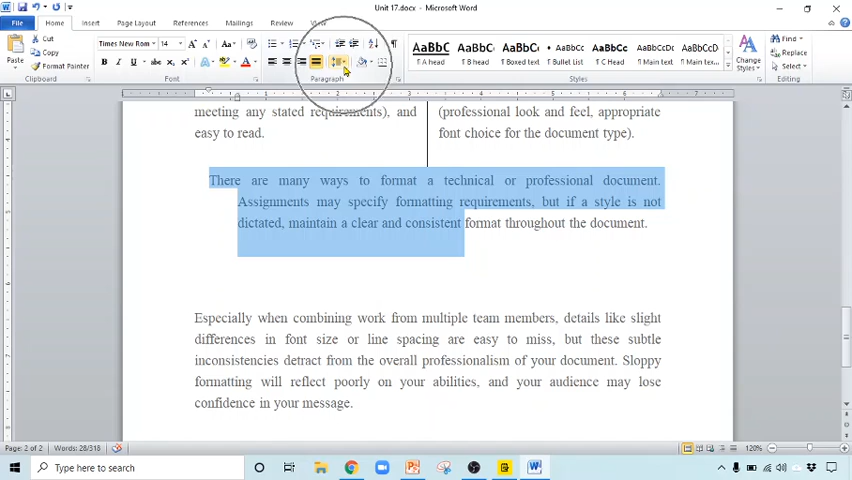 Unit 17.docx - Microsoft Word
File Home Insert Page Layout References Mailings Review View
Cut
Copy
Format Painter
Paste
Clipboard
Times New Rom 14
Font
Paragraph
AaBbC AaBbC AaBbCc AaBbCc AaBbCc AaBbCc AaBbCc
A Head B head Boxed text Bullet List C Head Main text Main text
Styles
Change
Styles
Find
Replace
Select
Editing
meeting any stated requirements), and
easy to read.
(professional look and feel, appropriate
font choice for the document type).
There are many ways to format a technical or professional document.
Assignments may specify formatting requirements, but if a style is not
dictated, maintain a clear and consistent format throughout the document.
Especially when combining work from multiple team members, details like slight
differences in font size or line spacing are easy to miss, but these subtle
inconsistencies detract from the overall professionalism of your document. Sloppy
formatting will reflect poorly on your abilities, and your audience may lose
confidence in your message.
Page: 2 of 2 Words: 28/318 120%
Type here to search
ENG